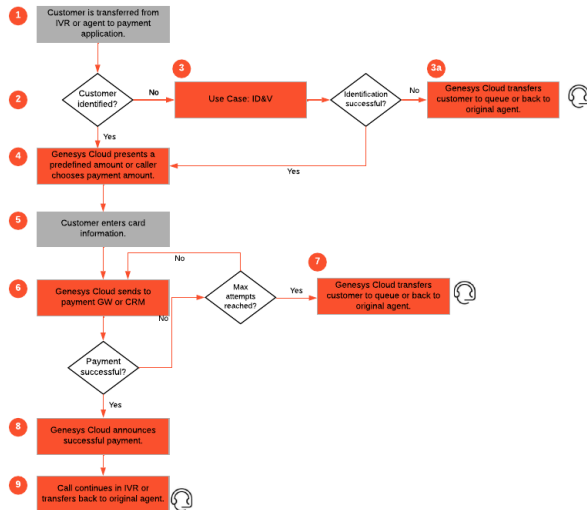 1
Customer is transferred from
IVR or agent to payment
application.
2
Customer
identified?
No
3
Use Case: ID&V
Identification
successful?
No
3a
Genesys Cloud transfers
customer to queue or back to
original agent.
Yes
Yes
4
Genesys Cloud presents a
predefined amount or caller
chooses payment amount.
5
Customer enters card
information.
No
6
Genesys Cloud sends to
payment GW or CRM
No
Max
attempts
reached?
Yes
7
Genesys Cloud transfers
customer to queue or back to
original agent.
Payment
successful?
Yes
8
Genesys Cloud announces
successful payment.
9
Call continues in IVR or
transfers back to original agent.